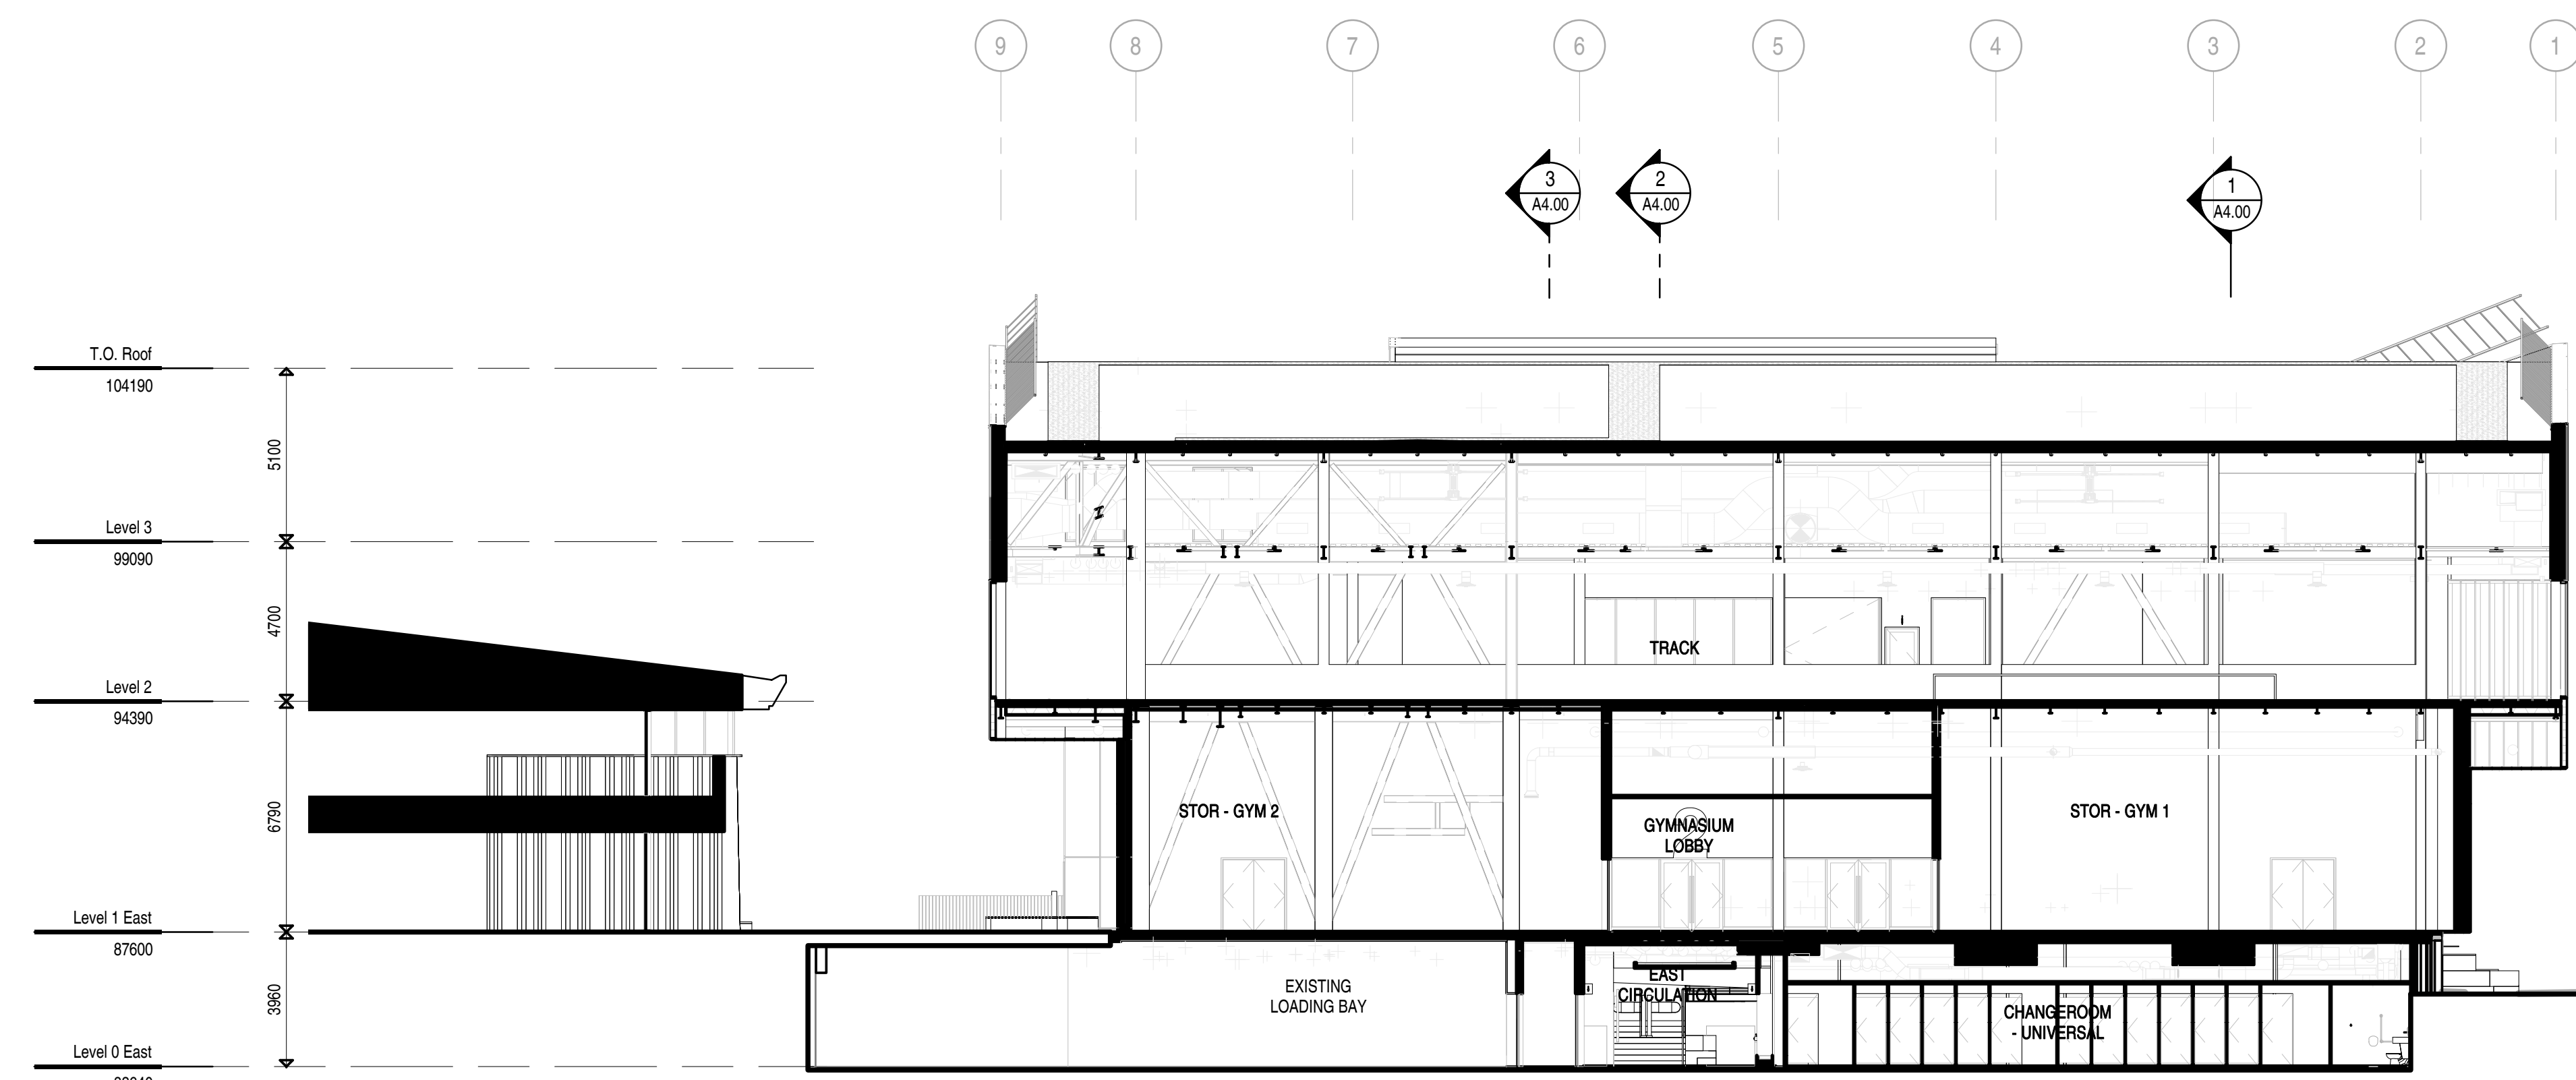 9 8 7 6 5 4 3 2 1
3
A4.00
2
A4.00
1
A4.00
T.O. Roof
104190
5100
Level 3
99090
4700
Level 2
94390
6790
Level 1 East
87600
3960
Level 0 East
TRACK
STOR - GYM 2
2
GYMNASIUM
LOBBY
STOR - GYM 1
EXISTING
LOADING BAY
EAST
CIRCULATION
CHANGEROOM
- UNIVERSAL